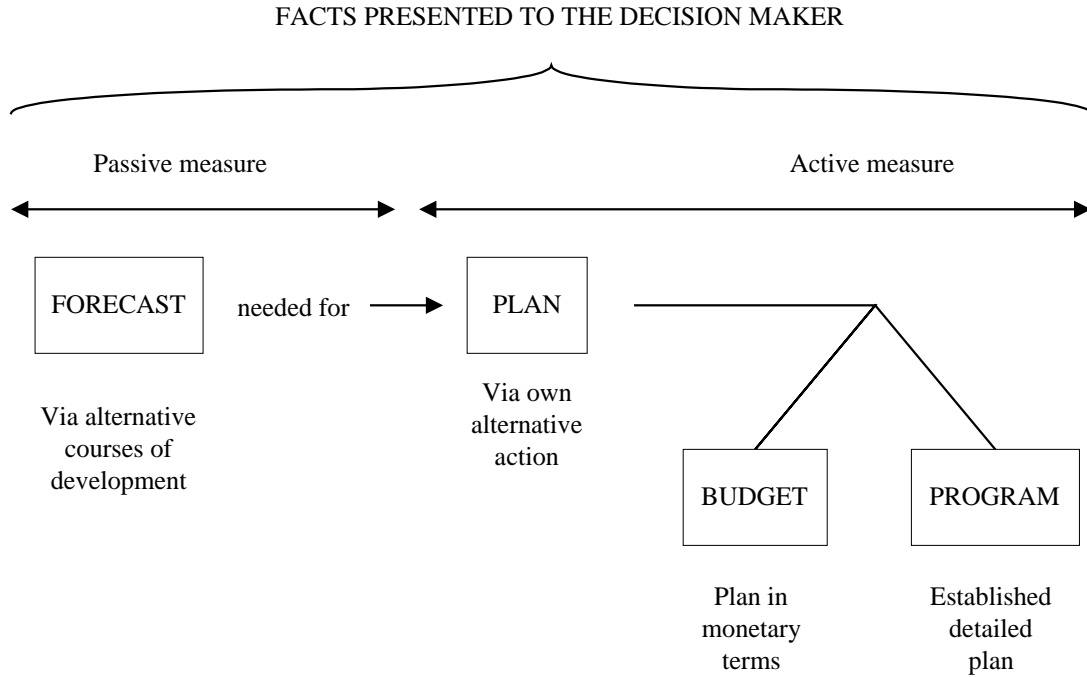 FACTS PRESENTED TO THE DECISION MAKER
Passive measure
Active measure
FORECAST
needed for
PLAN
Via alternative
courses of
development
Via own
alternative
action
BUDGET
PROGRAM
Plan in
monetary
terms
Established
detailed
plan